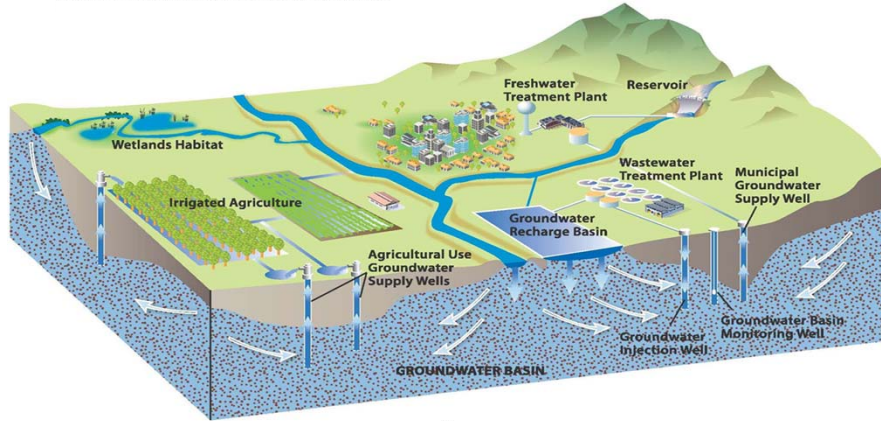 Freshwater
Treatment Plant
Reservoir
Wetlands Habitat
Wastewater
Treatment Plant
Municipal
Groundwater
Supply Well
Irrigated Agriculture
Groundwater
Recharge Basin
Agricultural Use
Groundwater
Supply Wells
Groundwater
Injection Well
Groundwater Basin
Monitoring Well
GROUNDWATER BASIN